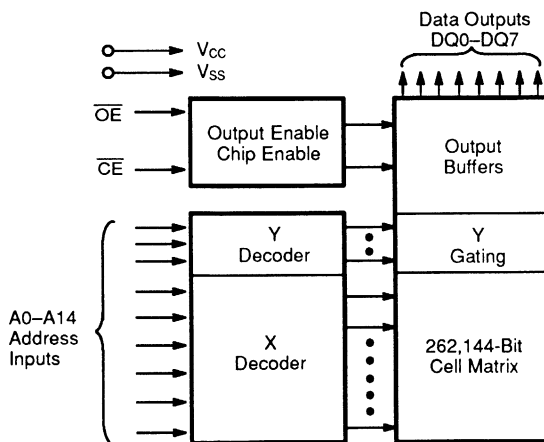 Data Outputs
DQ0–DQ7
VCC
VSS
OE
CE
Output Enable
Chip Enable
Output
Buffers
Y
Decoder
Y
Gating
A0–A14
Address
Inputs
X
Decoder
262,144-Bit
Cell Matrix